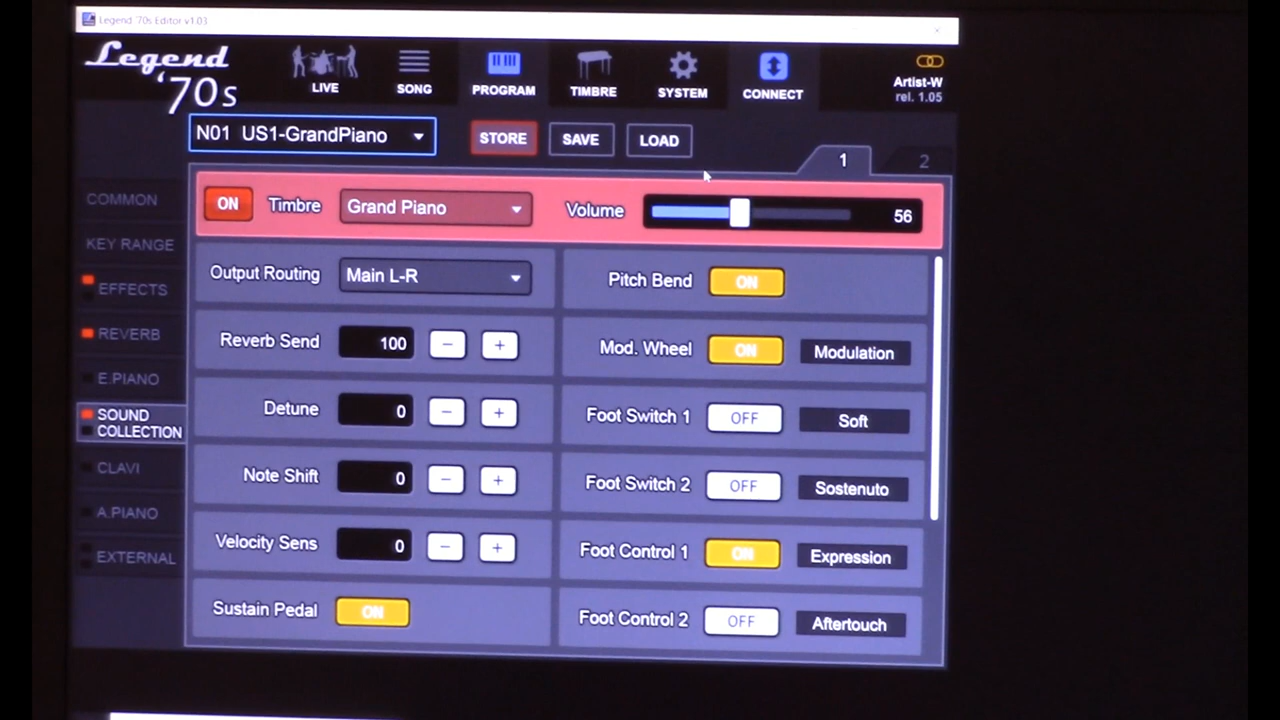 Legend '70s Editor v1.03
Legend
'70s
LIVE
SONG
PROGRAM
TIMBRE
SYSTEM
CONNECT
Artist-W
rel. 1.05
N01 US1-GrandPiano
STORE
SAVE
LOAD
1
2
COMMON
KEY RANGE
EFFECTS
REVERB
E.PIANO
SOUND
COLLECTION
CLAVI
A.PIANO
EXTERNAL
ON
Timbre
Grand Piano
Volume
56
Output Routing
Main L-R
Reverb Send
100
−
+
Detune
0
−
+
Note Shift
0
−
+
Velocity Sens
0
−
+
Sustain Pedal
ON
Pitch Bend
ON
Mod. Wheel
ON
Modulation
Foot Switch 1
OFF
Soft
Foot Switch 2
OFF
Sostenuto
Foot Control 1
ON
Expression
Foot Control 2
OFF
Aftertouch